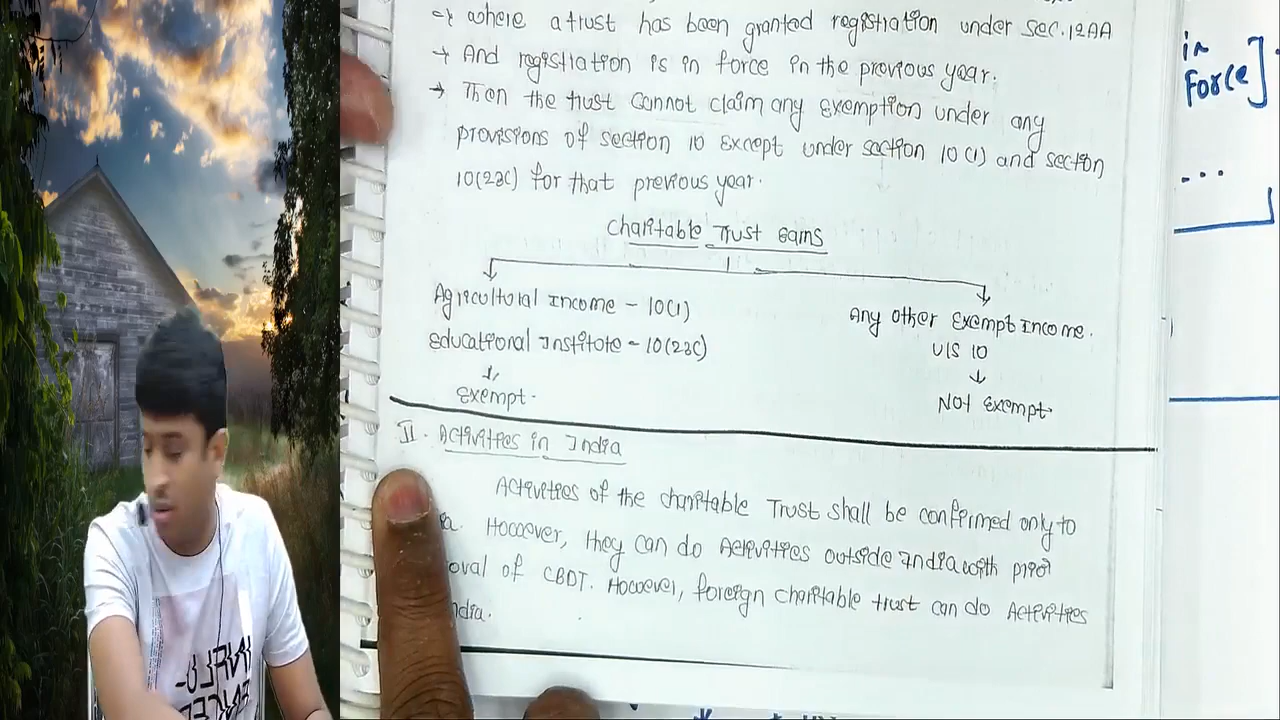 → where a trust has been granted registration under sec.12AA
→ And registration is in force in the previous year.
→ Then the trust cannot claim any exemption under any
provisions of section 10 except under section 10(1) and section
10(23C) for that previous year.
Charitable Trust Gains
Agricultural Income - 10(1)
Educational Institute - 10(23C)
↓
Exempt.
Any other Exempt Income.
U/S 10
↓
Not Exempt
II. Activities in India
Activities of the charitable Trust shall be confirmed only to
However, they can do Activities outside India with prior
of CBDT. However, foreign charitable trust can do Activities
in
Force]
...